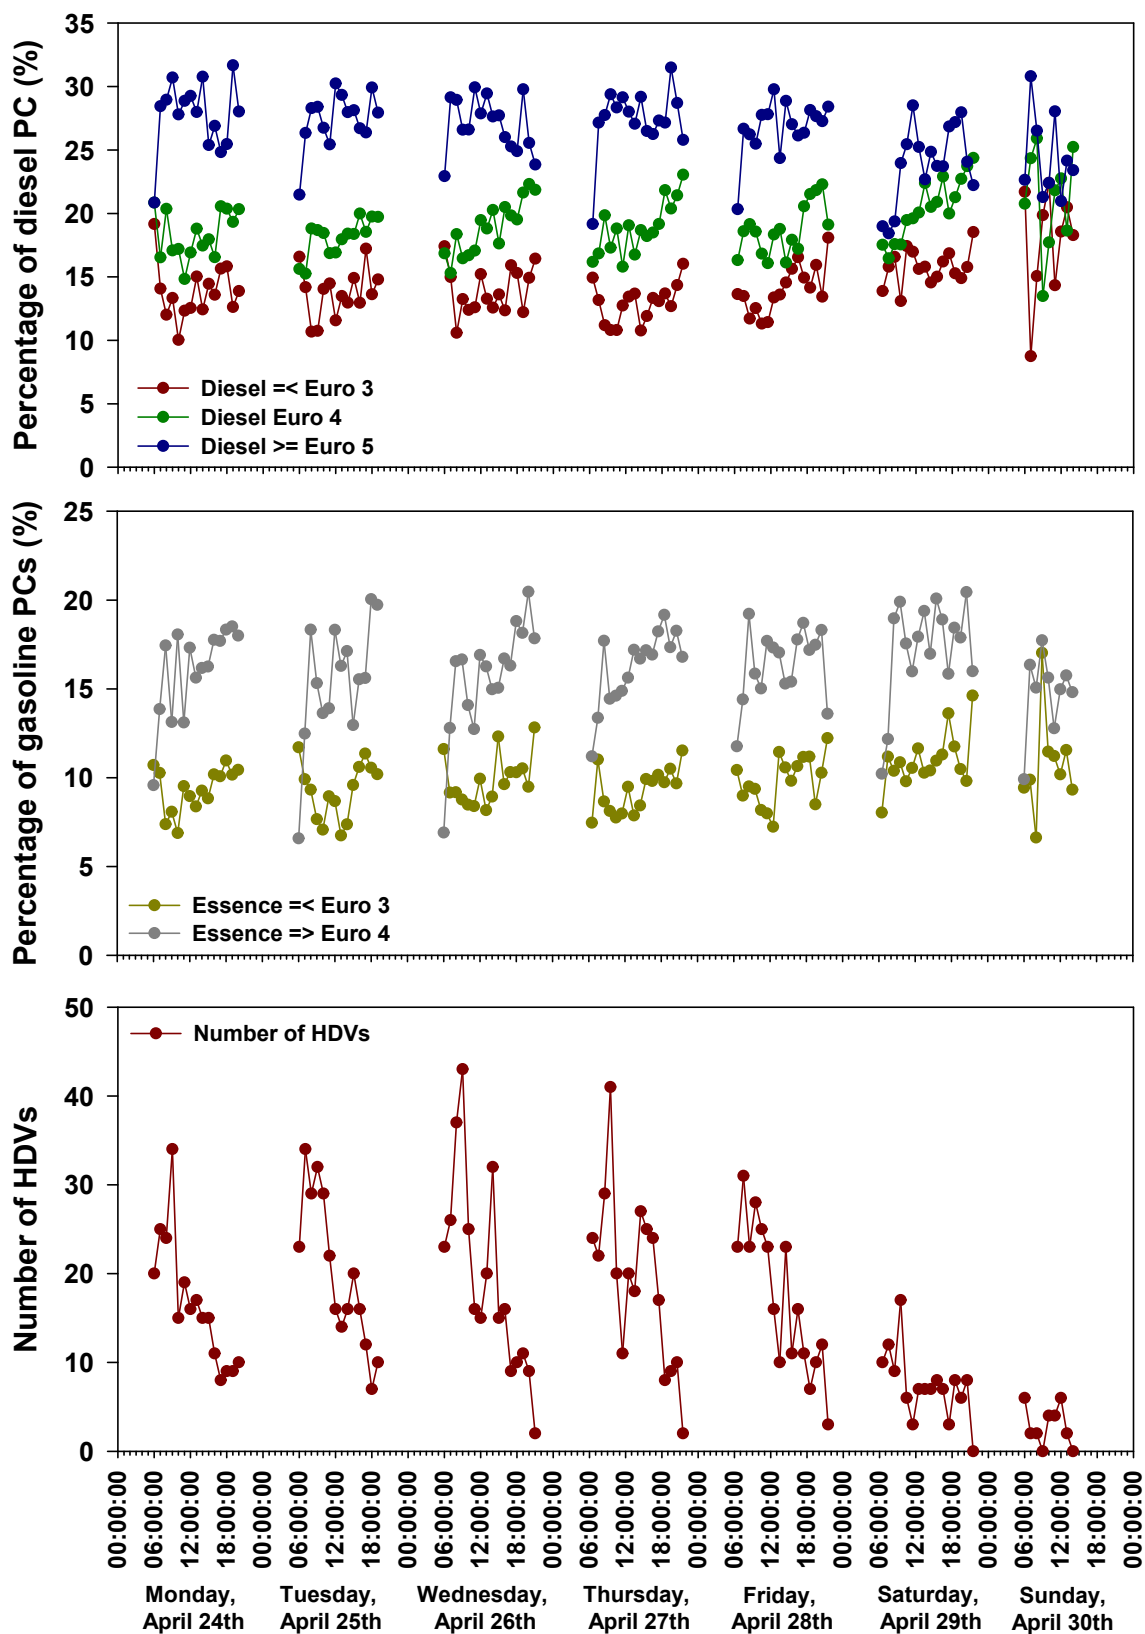 Percentage of diesel PC (%)
35
30
25
20
15
10
5
0
Diesel =< Euro 3
Diesel Euro 4
Diesel >= Euro 5
Percentage of gasoline PCs (%)
25
20
15
10
5
0
Essence =< Euro 3
Essence => Euro 4
Number of HDVs
50
40
30
20
10
0
Number of HDVs
00:00:00
06:00:00
12:00:00
18:00:00
00:00:00
06:00:00
12:00:00
18:00:00
00:00:00
06:00:00
12:00:00
18:00:00
00:00:00
06:00:00
12:00:00
18:00:00
00:00:00
06:00:00
12:00:00
18:00:00
00:00:00
06:00:00
12:00:00
18:00:00
00:00:00
06:00:00
12:00:00
18:00:00
00:00:00
Monday,
April 24th
Tuesday,
April 25th
Wednesday,
April 26th
Thursday,
April 27th
Friday,
April 28th
Saturday,
April 29th
Sunday,
April 30th